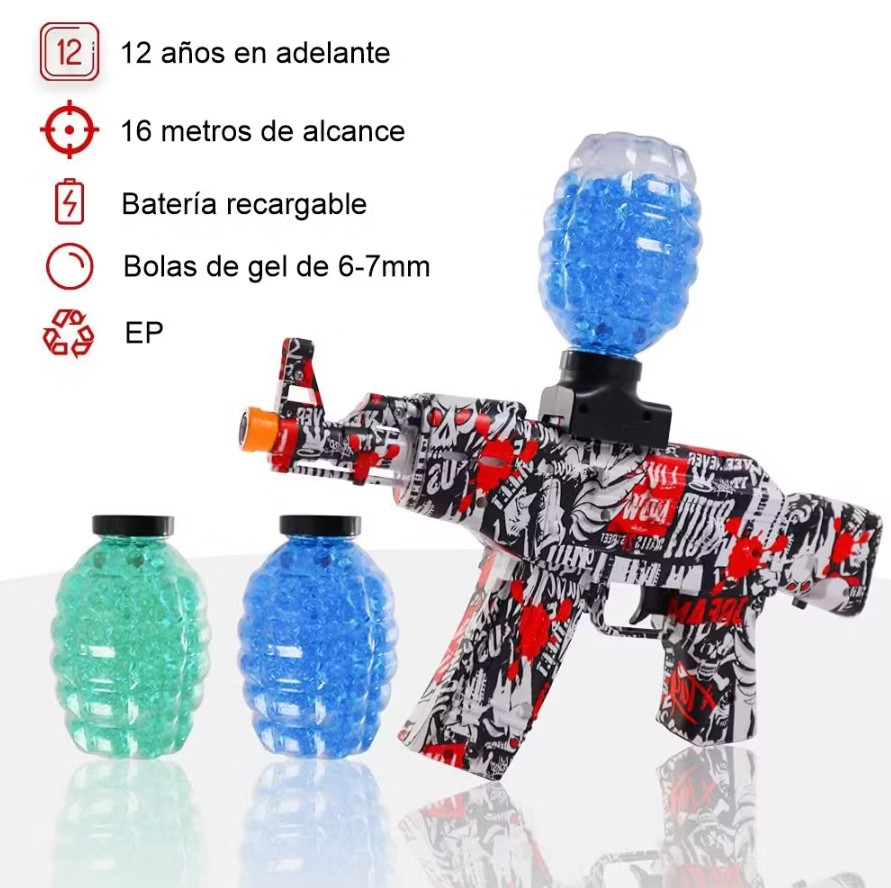 12
12 años en adelante
16 metros de alcance
Batería recargable
Bolas de gel de 6-7mm
EP